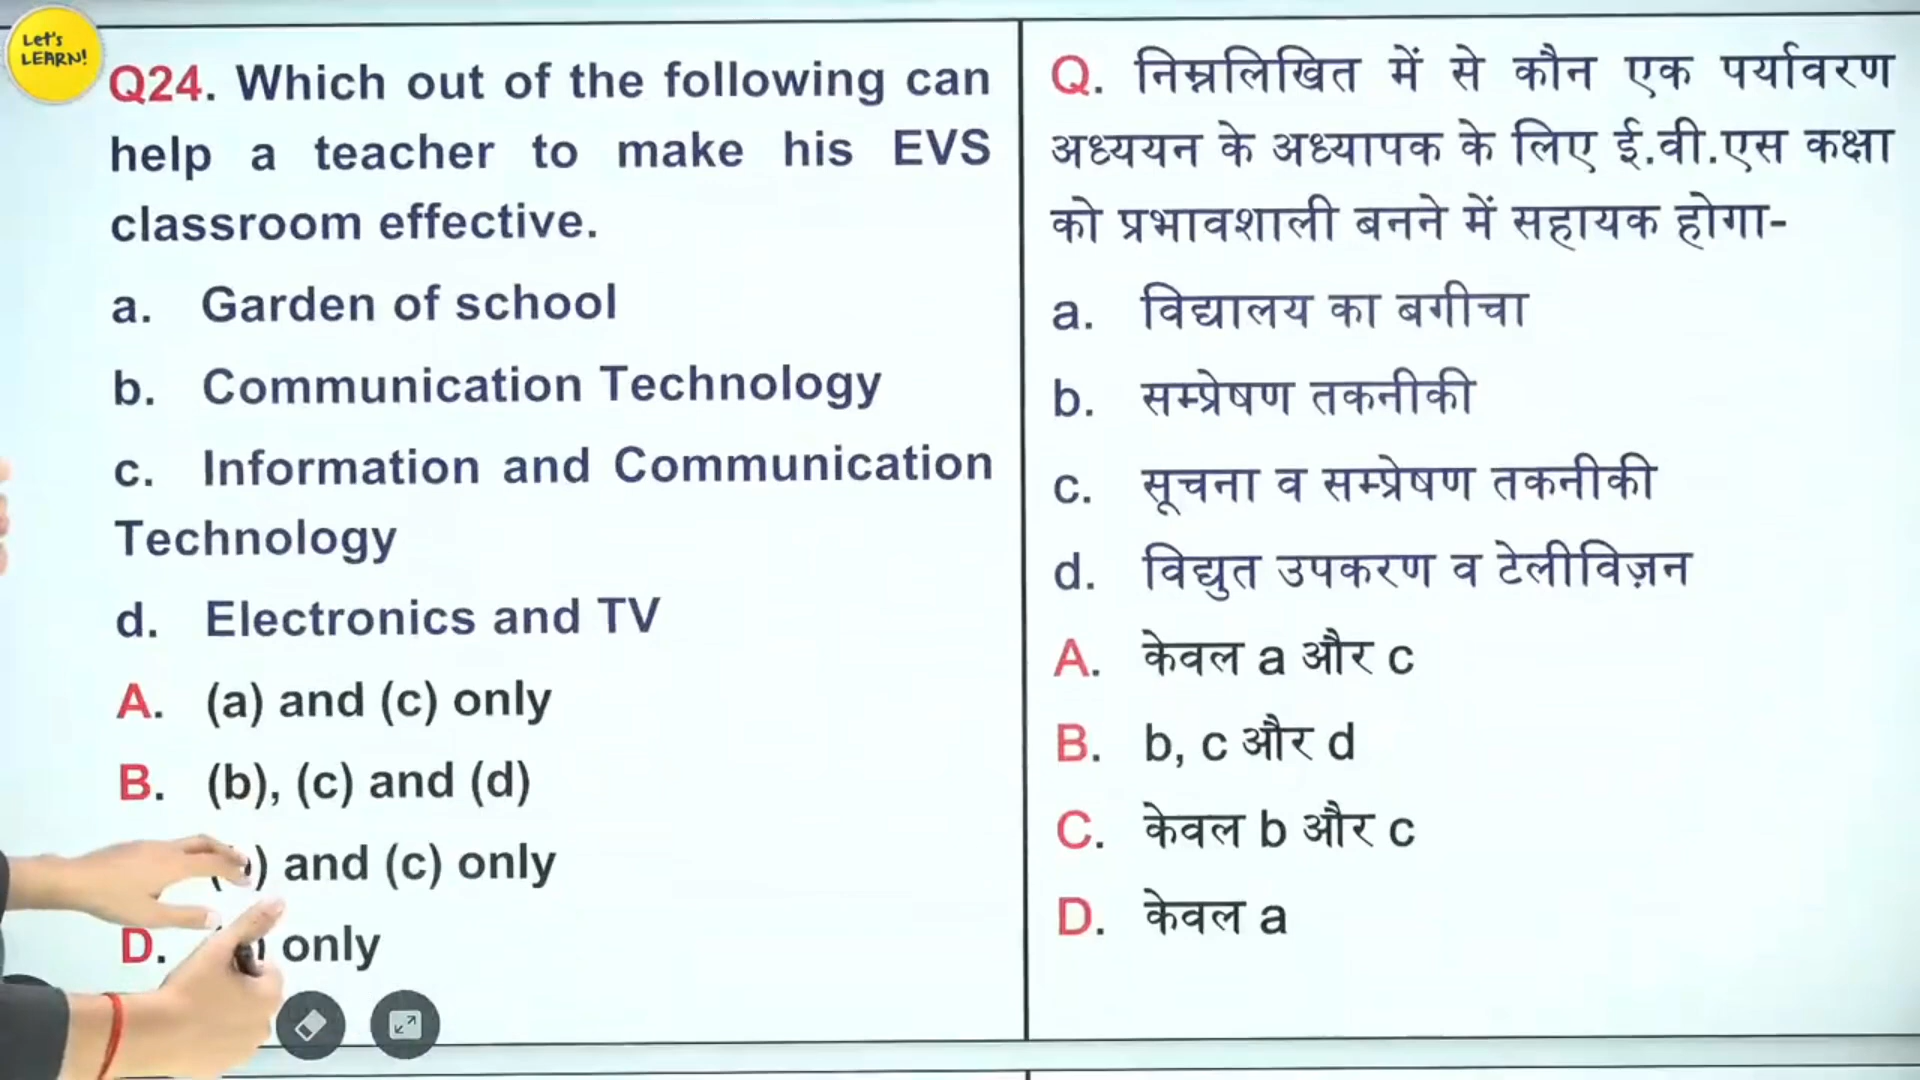 Let's
LEARN!
Q24. Which out of the following can
help a teacher to make his EVS
classroom effective.
a. Garden of school
b. Communication Technology
c. Information and Communication
Technology
d. Electronics and TV
A. (a) and (c) only
B. (b), (c) and (d)
and (c) only
D. only
Q. निम्नलिखित में से कौन एक पर्यावरण
अध्ययन के अध्यापक के लिए ई.वी.एस कक्षा
को प्रभावशाली बनने में सहायक होगा-
a. विद्यालय का बगीचा
b. सम्प्रेषण तकनीकी
c. सूचना व सम्प्रेषण तकनीकी
d. विद्युत उपकरण व टेलीविज़न
A. केवल a और c
B. b, c और d
C. केवल b और c
D. केवल a